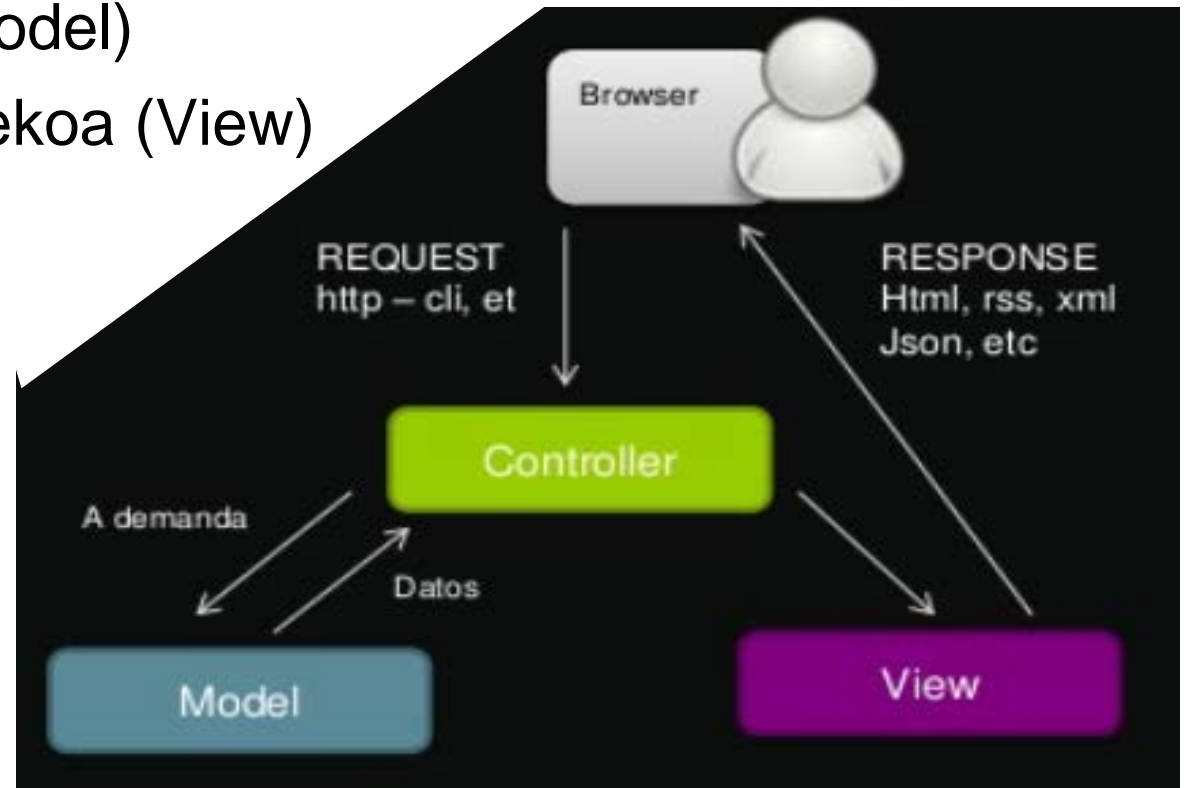 odel)
ekoa (View)
Browser
REQUEST
http – cli, et
RESPONSE
Html, rss, xml
Json, etc
Controller
A demanda
Datos
Model
View